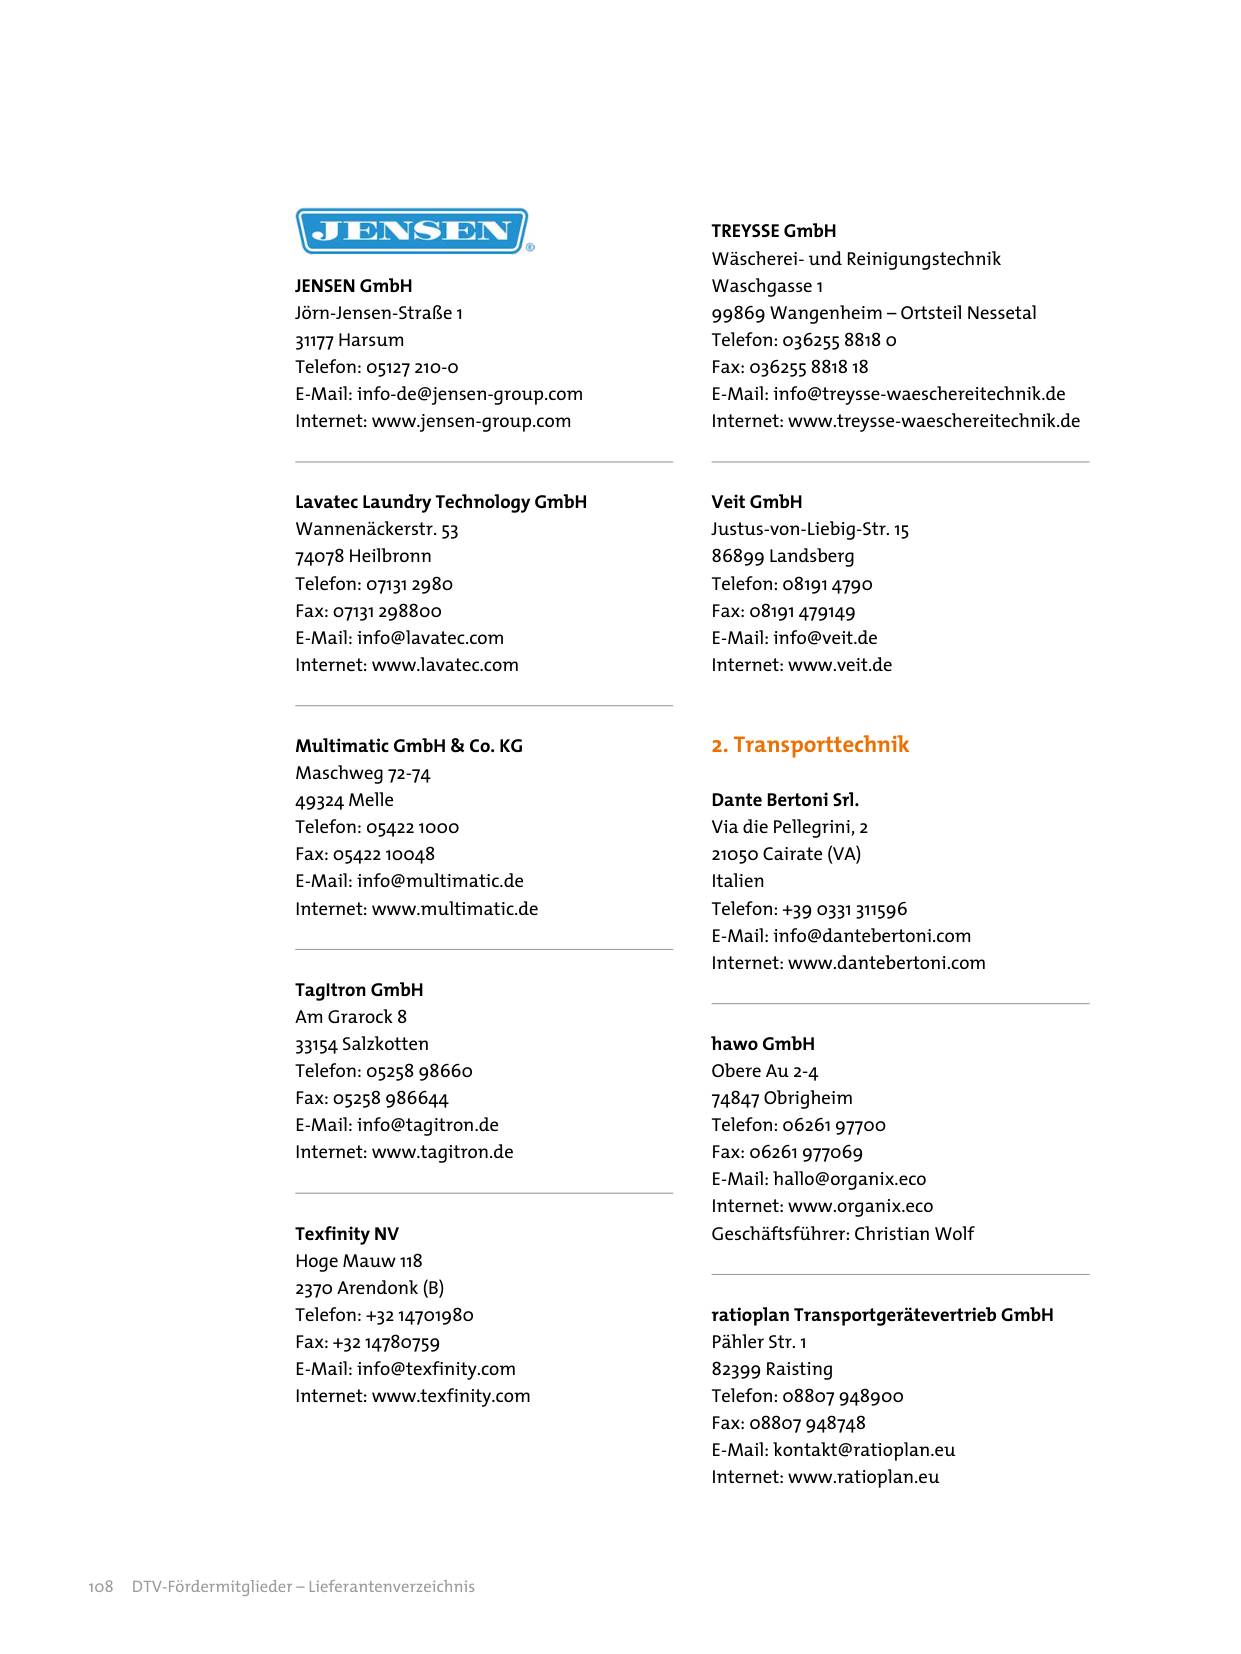 JENSEN®
JENSEN GmbH
Jörn-Jensen-Straße 1
31177 Harsum
Telefon: 05127 210-0
E-Mail: info-de@jensen-group.com
Internet: www.jensen-group.com
Lavatec Laundry Technology GmbH
Wannenäckerstr. 53
74078 Heilbronn
Telefon: 07131 2980
Fax: 07131 298800
E-Mail: info@lavatec.com
Internet: www.lavatec.com
Multimatic GmbH & Co. KG
Maschweg 72-74
49324 Melle
Telefon: 05422 1000
Fax: 05422 10048
E-Mail: info@multimatic.de
Internet: www.multimatic.de
TagItron GmbH
Am Grarock 8
33154 Salzkotten
Telefon: 05258 98660
Fax: 05258 986644
E-Mail: info@tagitron.de
Internet: www.tagitron.de
Texfinity NV
Hoge Mauw 118
2370 Arendonk (B)
Telefon: +32 14701980
Fax: +32 14780759
E-Mail: info@texfinity.com
Internet: www.texfinity.com
TREYSSE GmbH
Wäscherei- und Reinigungstechnik
Waschgasse 1
99869 Wangenheim – Ortsteil Nessetal
Telefon: 036255 8818 0
Fax: 036255 8818 18
E-Mail: info@treysse-waeschereitechnik.de
Internet: www.treysse-waeschereitechnik.de
Veit GmbH
Justus-von-Liebig-Str. 15
86899 Landsberg
Telefon: 08191 4790
Fax: 08191 479149
E-Mail: info@veit.de
Internet: www.veit.de
2. Transporttechnik
Dante Bertoni Srl.
Via die Pellegrini, 2
21050 Cairate (VA)
Italien
Telefon: +39 0331 311596
E-Mail: info@dantebertoni.com
Internet: www.dantebertoni.com
hawo GmbH
Obere Au 2-4
74847 Obrigheim
Telefon: 06261 97700
Fax: 06261 977069
E-Mail: hallo@organix.eco
Internet: www.organix.eco
Geschäftsführer: Christian Wolf
ratioplan Transportgerätevertrieb GmbH
Pähler Str. 1
82399 Raisting
Telefon: 08807 948900
Fax: 08807 948748
E-Mail: kontakt@ratioplan.eu
Internet: www.ratioplan.eu
108 DTV-Fördermitglieder – Lieferantenverzeichnis